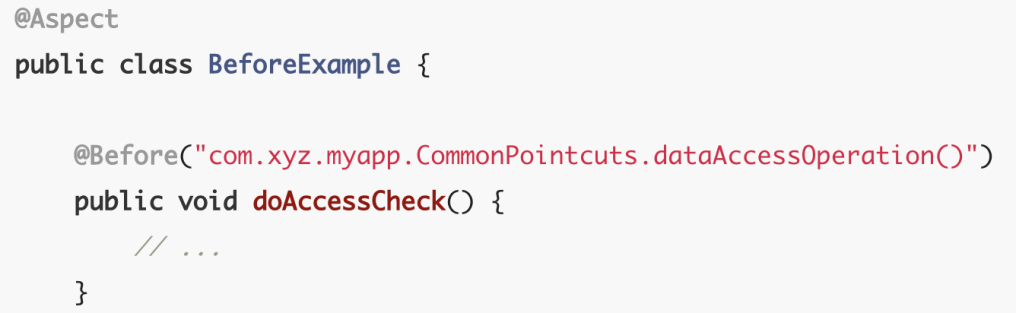 @Aspect
public class BeforeExample {
@Before("com.xyz.myapp.CommonPointcuts.dataAccessOperation()")
public void doAccessCheck() {
// ...
}